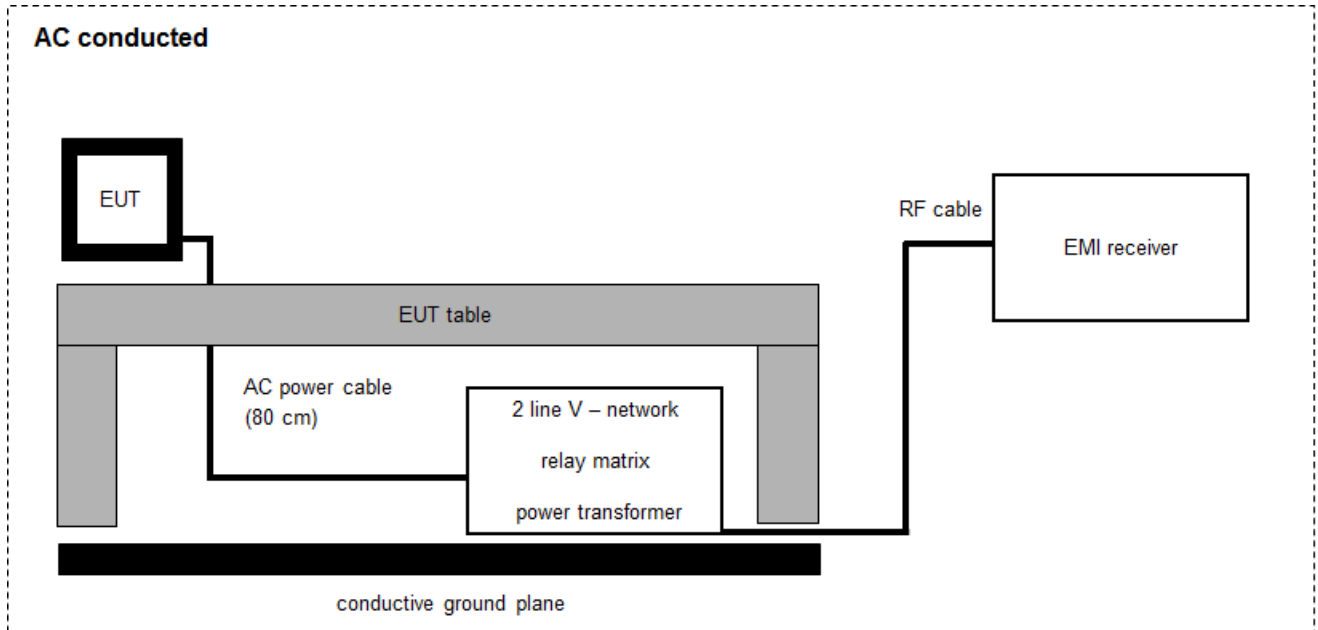 AC conducted
EUT
RF cable
EMI receiver
EUT table
AC power cable
(80 cm)
2 line V – network
relay matrix
power transformer
conductive ground plane